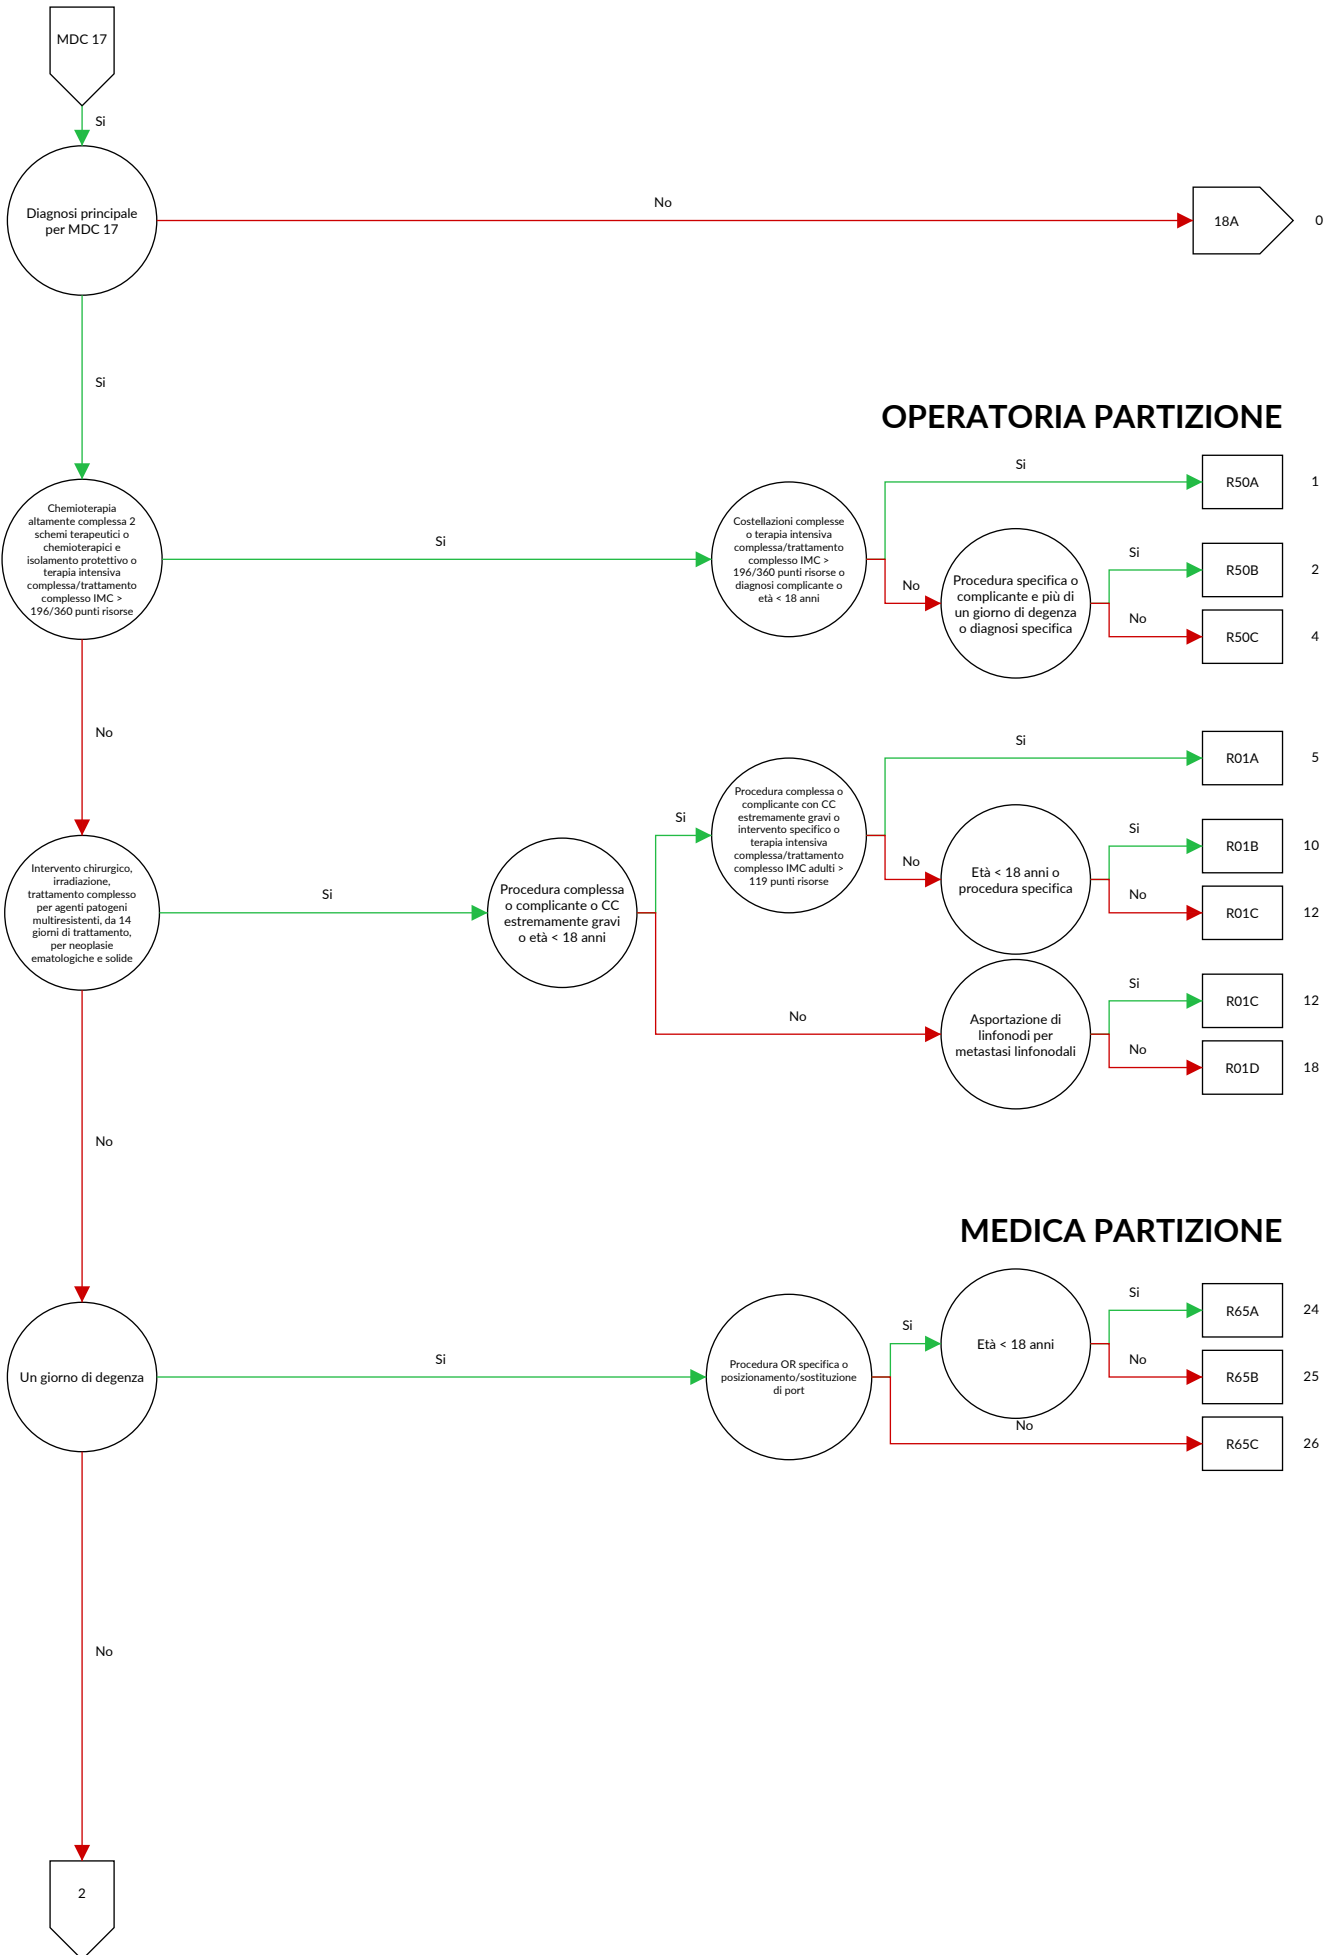 MDC 17
Si
Diagnosi principale
per MDC 17
No
18A
0
Si
OPERATORIA PARTIZIONE
Chemioterapia
altamente complessa 2
schemi terapeutici o
chemioterapici e
isolamento protettivo o
terapia intensiva
complessa/trattamento
complesso IMC >
196/360 punti risorse
Si
Costellazioni complesse
o terapia intensiva
complessa/trattamento
complesso IMC >
196/360 punti risorse o
diagnosi complicante o
età < 18 anni
Si
R50A
1
No
Procedura specifica o
complicante e più di
un giorno di degenza
o diagnosi specifica
Si
R50B
2
No
R50C
4
No
Intervento chirurgico,
irradiazione,
trattamento complesso
per agenti patogeni
multiresistenti, da 14
giorni di trattamento,
per neoplasie
ematologiche e solide
Si
Procedura complessa
o complicante o CC
estremamente gravi
o età < 18 anni
Si
Procedura complessa o
complicante con CC
estremamente gravi o
intervento specifico o
terapia intensiva
complessa/trattamento
complesso IMC adulti >
119 punti risorse
Si
R01A
5
No
Età < 18 anni o
procedura specifica
Si
R01B
10
No
R01C
12
No
Asportazione di
linfonodi per
metastasi linfonodali
Si
R01C
12
No
R01D
18
No
MEDICA PARTIZIONE
Un giorno di degenza
Si
Procedura OR specifica o
posizionamento/sostituzione
di port
Si
Età < 18 anni
Si
R65A
24
No
R65B
25
No
R65C
26
No
2